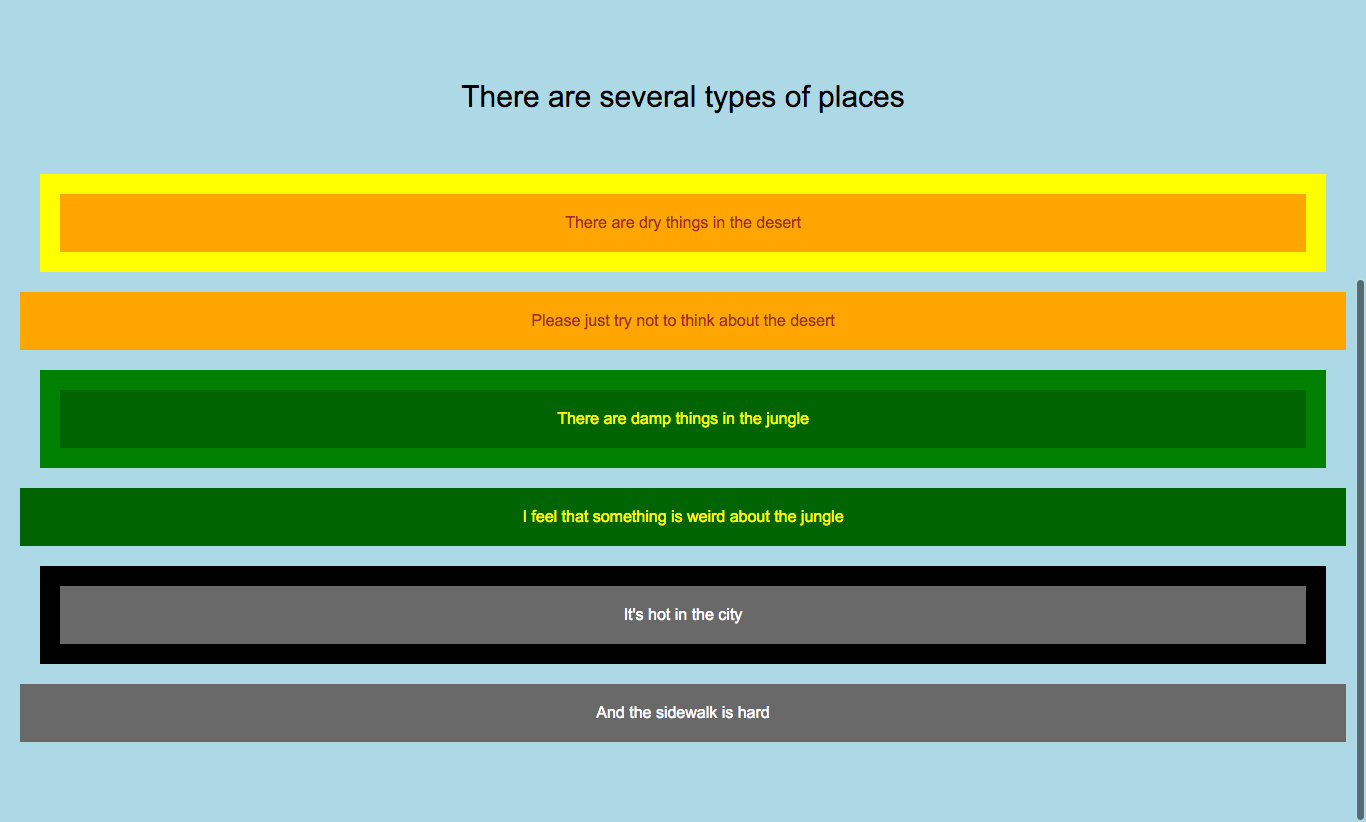 There are several types of places
There are dry things in the desert
Please just try not to think about the desert
There are damp things in the jungle
I feel that something is weird about the jungle
It's hot in the city
And the sidewalk is hard